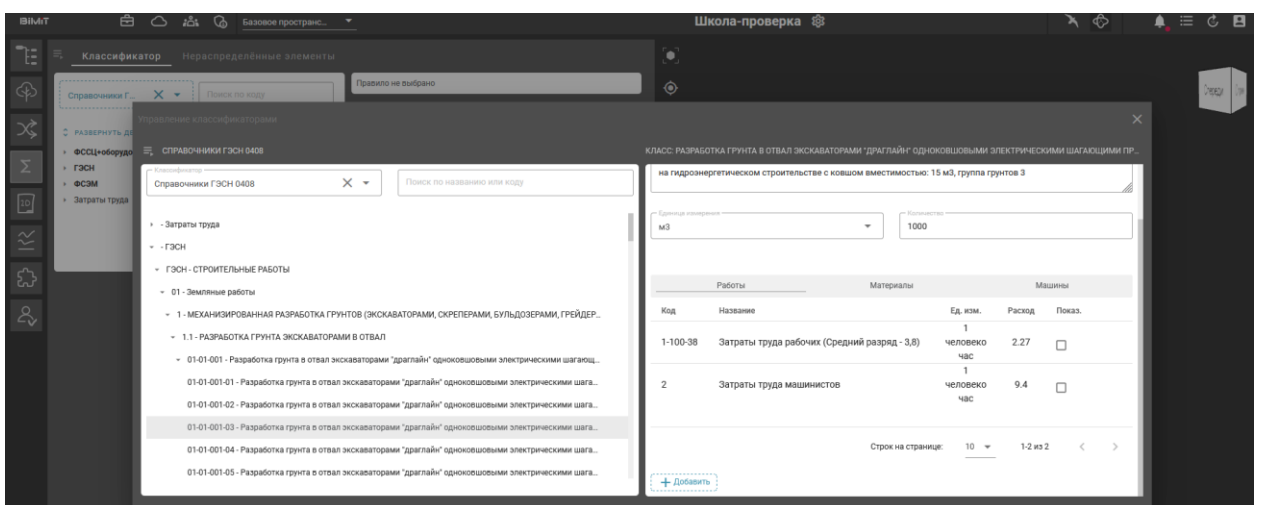 BIMiT
Базовое пространс...
Школа-проверка
Классификатор
Нераспределённые элементы
Справочники Г...
Поиск по коду
Правило не выбрано
РАЗВЕРНУТЬ ДЕ
ФССЦ+оборудо
ГЭСН
ФСЭМ
Затраты труда
Управление классификаторами
СПРАВОЧНИКИ ГЭСН 0408
КЛАСС: РАЗРАБОТКА ГРУНТА В ОТВАЛ ЭКСКАВАТОРАМИ "ДРАГЛАЙН" ОДНОКОВШОВЫМИ ЭЛЕКТРИЧЕСКИМИ ШАГАЮЩИМИ ПР...
Классификатор
Справочники ГЭСН 0408
Поиск по названию или коду
- Затраты труда
- ГЭСН
ГЭСН - СТРОИТЕЛЬНЫЕ РАБОТЫ
01 - Земляные работы
1 - МЕХАНИЗИРОВАННАЯ РАЗРАБОТКА ГРУНТОВ (ЭКСКАВАТОРАМИ, СКРЕПЕРАМИ, БУЛЬДОЗЕРАМИ, ГРЕЙДЕР...
1.1 - РАЗРАБОТКА ГРУНТА ЭКСКАВАТОРАМИ В ОТВАЛ
01-01-001 - Разработка грунта в отвал экскаваторами "драглайн" одноковшовыми электрическими шагающ...
01-01-001-01 - Разработка грунта в отвал экскаваторами "драглайн" одноковшовыми электрическими шага...
01-01-001-02 - Разработка грунта в отвал экскаваторами "драглайн" одноковшовыми электрическими шага...
01-01-001-03 - Разработка грунта в отвал экскаваторами "драглайн" одноковшовыми электрическими шага...
01-01-001-04 - Разработка грунта в отвал экскаваторами "драглайн" одноковшовыми электрическими шага...
01-01-001-05 - Разработка грунта в отвал экскаваторами "драглайн" одноковшовыми электрическими шага...
на гидроэнергетическом строительстве с ковшом вместимостью: 15 м3, группа грунтов 3
Единица измерения
м3
Количество
1000
Работы
Материалы
Машины
Код Название Ед. изм. Расход Показ.
1-100-38 Затраты труда рабочих (Средний разряд - 3,8) 1 человеко час 2.27
2 Затраты труда машинистов 1 человеко час 9.4
Строк на странице: 10 1-2 из 2
+ Добавить